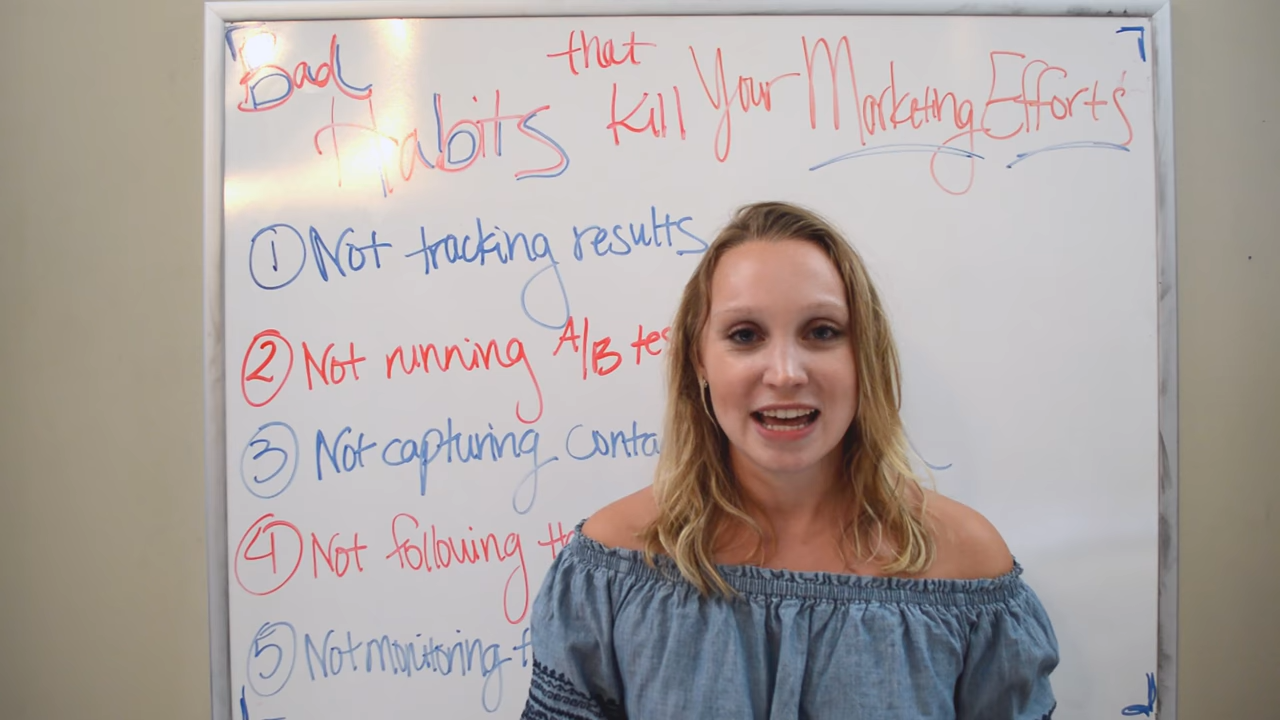 Bad Habits that Kill Your Marketing Efforts
1 Not tracking results
2 Not running A/B tes
3 Not capturing conta
4 Not following
5 Not monitoring